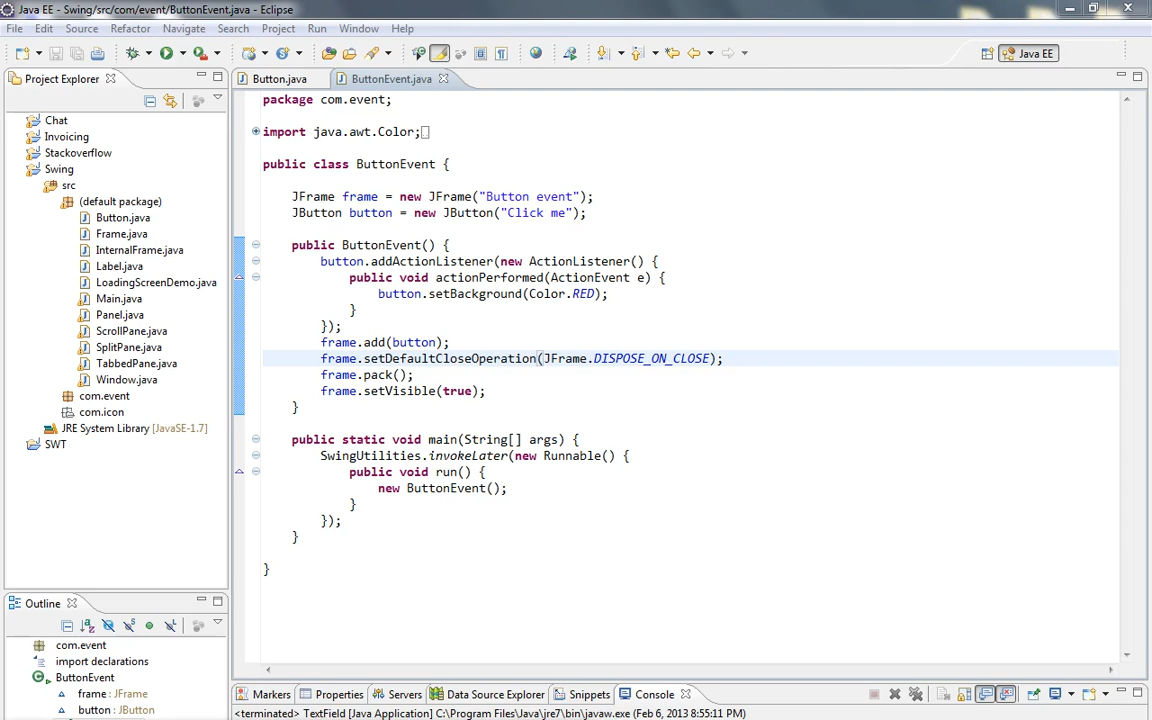 Java EE - Swing/src/com/event/ButtonEvent.java - Eclipse
File Edit Source Refactor Navigate Search Project Run Window Help
Java EE
Project Explorer
Button.java
ButtonEvent.java
Chat
Invoicing
Stackoverflow
Swing
src
(default package)
Button.java
Frame.java
InternalFrame.java
Label.java
LoadingScreenDemo.java
Main.java
Panel.java
ScrollPane.java
SplitPane.java
TabbedPane.java
Window.java
com.event
com.icon
JRE System Library [JavaSE-1.7]
SWT
package com.event;
import java.awt.Color;
public class ButtonEvent {
JFrame frame = new JFrame("Button event");
JButton button = new JButton("Click me");
public ButtonEvent() {
button.addActionListener(new ActionListener() {
public void actionPerformed(ActionEvent e) {
button.setBackground(Color.RED);
}
});
frame.add(button);
frame.setDefaultCloseOperation(JFrame.DISPOSE_ON_CLOSE);
frame.pack();
frame.setVisible(true);
}
public static void main(String[] args) {
SwingUtilities.invokeLater(new Runnable() {
public void run() {
new ButtonEvent();
}
});
}
}
Outline
com.event
import declarations
ButtonEvent
frame : JFrame
button : JButton
Markers Properties Servers Data Source Explorer Snippets Console
<terminated> TextField [Java Application] C:\Program Files\Java\jre7\bin\javaw.exe (Feb 6, 2013 8:55:11 PM)